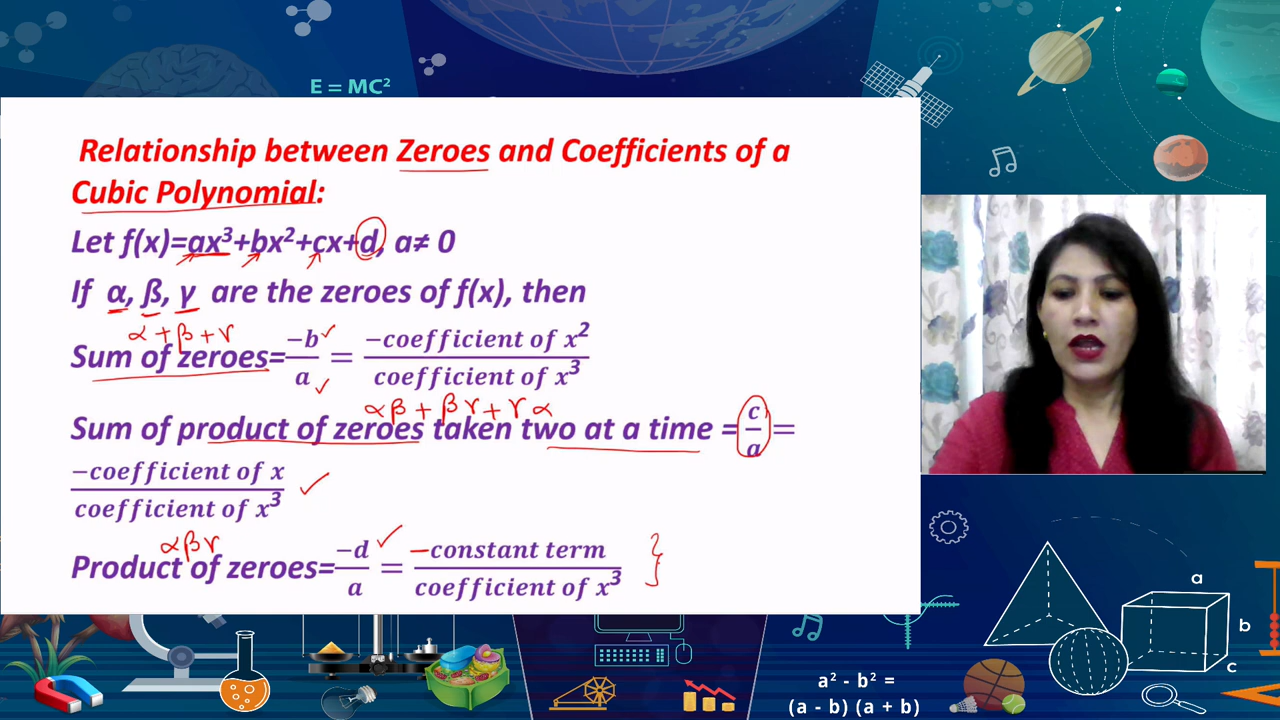 E = MC²
Relationship between Zeroes and Coefficients of a
Cubic Polynomial:
Let f(x)=ax³+bx²+cx+d, a≠ 0
If α, ß, γ are the zeroes of f(x), then
α + β + γ
Sum of zeroes=−b/a = −coefficient of x²/coefficient of x³
αβ + βγ + γα
Sum of product of zeroes taken two at a time = c/a =
−coefficient of x/coefficient of x³
αβγ
Product of zeroes=−d/a = −constant term/coefficient of x³
a
b
c
a² - b² =
(a - b) (a + b)